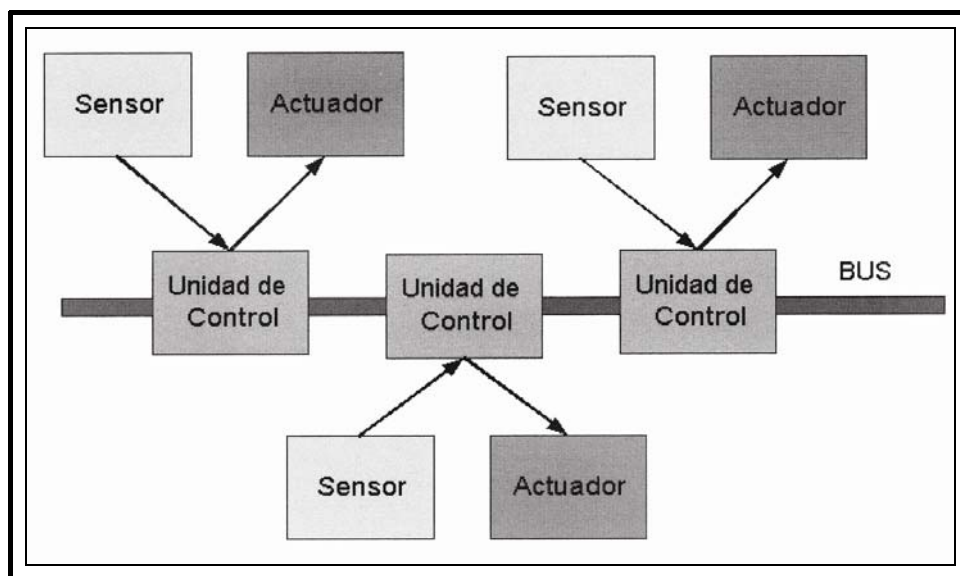 Sensor
Actuador
Sensor
Actuador
Unidad de
Control
Unidad de
Control
Unidad de
Control
BUS
Sensor
Actuador